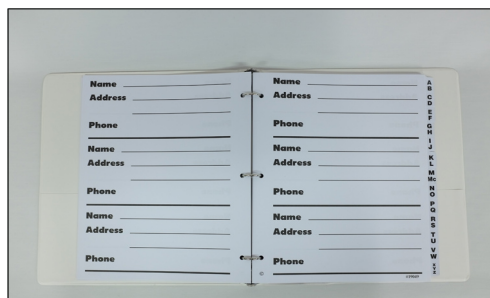 Name
Address
Phone
Name
Address
Phone
Name
Address
Phone
Name
Address
Phone
Name
Address
Phone
Name
Address
Phone
A
B
C
D
E
F
G
H
I
J
K
L
M
Mc
N
O
P
Q
R
S
T
U
V
W
X
Y
Z